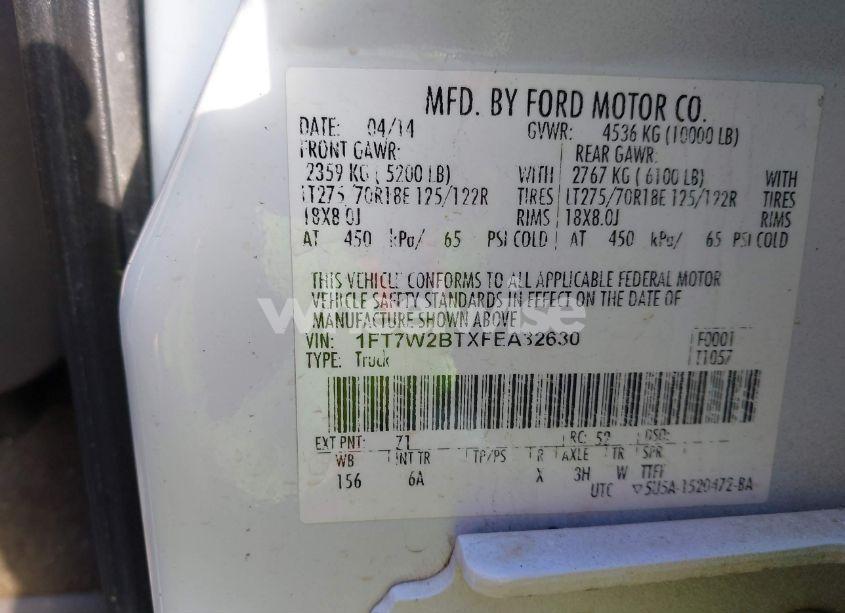 MFD. BY FORD MOTOR CO.
DATE: 04/14 GVWR: 4536 KG (10000 LB)
FRONT GAWR: REAR GAWR:
2359 KG ( 5200 LB) WITH 2767 KG ( 6100 LB) WITH
LT275/70R18E 125/122R TIRES LT275/70R18E 125/122R TIRES
18X8.0J RIMS 18X8.0J RIMS
AT 450 kPa/ 65 PSI COLD AT 450 kPa/ 65 PSI COLD
THIS VEHICLE CONFORMS TO ALL APPLICABLE FEDERAL MOTOR
VEHICLE SAFETY STANDARDS IN EFFECT ON THE DATE OF
MANUFACTURE SHOWN ABOVE
VIN: 1FT7W2BTXFEA32630 F0001
TYPE: Truck T1057
EXT PNT: Z1 RC: 52 DSO:
WB INT TR TP/PS R AXLE TR SPR
156 6A X 3H W TTFF
UTC ▽5U5A-1520472-BA